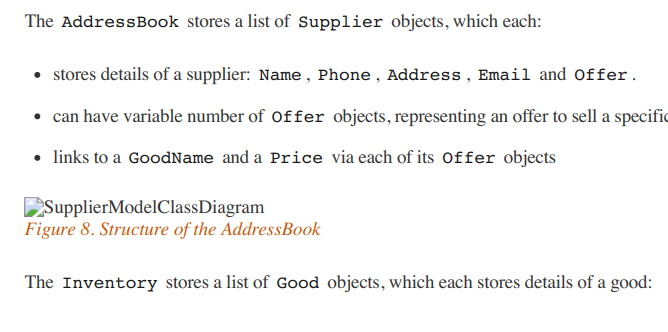 The AddressBook stores a list of Supplier objects, which each:
stores details of a supplier: Name, Phone, Address, Email and Offer.
can have variable number of Offer objects, representing an offer to sell a specific
links to a GoodName and a Price via each of its Offer objects
SupplierModelClassDiagram
Figure 8. Structure of the AddressBook
The Inventory stores a list of Good objects, which each stores details of a good: